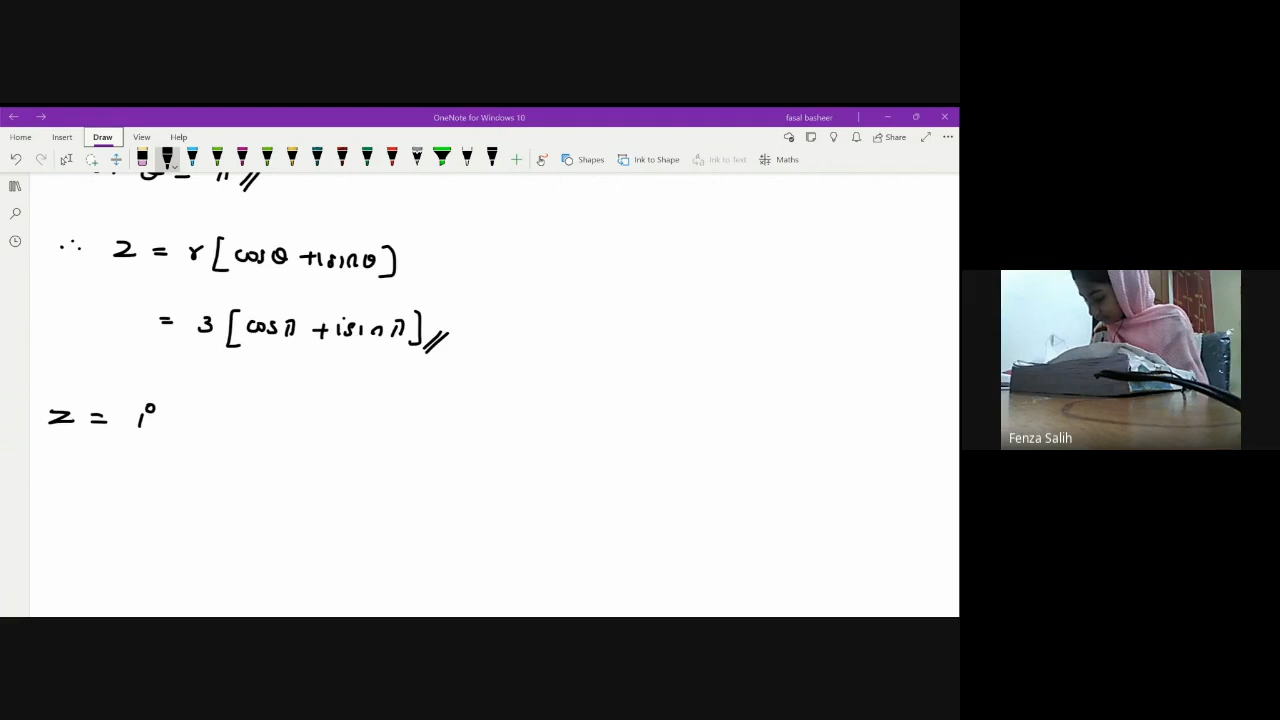 OneNote for Windows 10
fasal basheer
Home Insert Draw View Help
Share
Shapes Ink to Shape Ink to Text Maths
θ = π
∴ z = r [cosθ + isinθ]
= 3 [cosπ + isinπ]
z = i
Fenza Salih